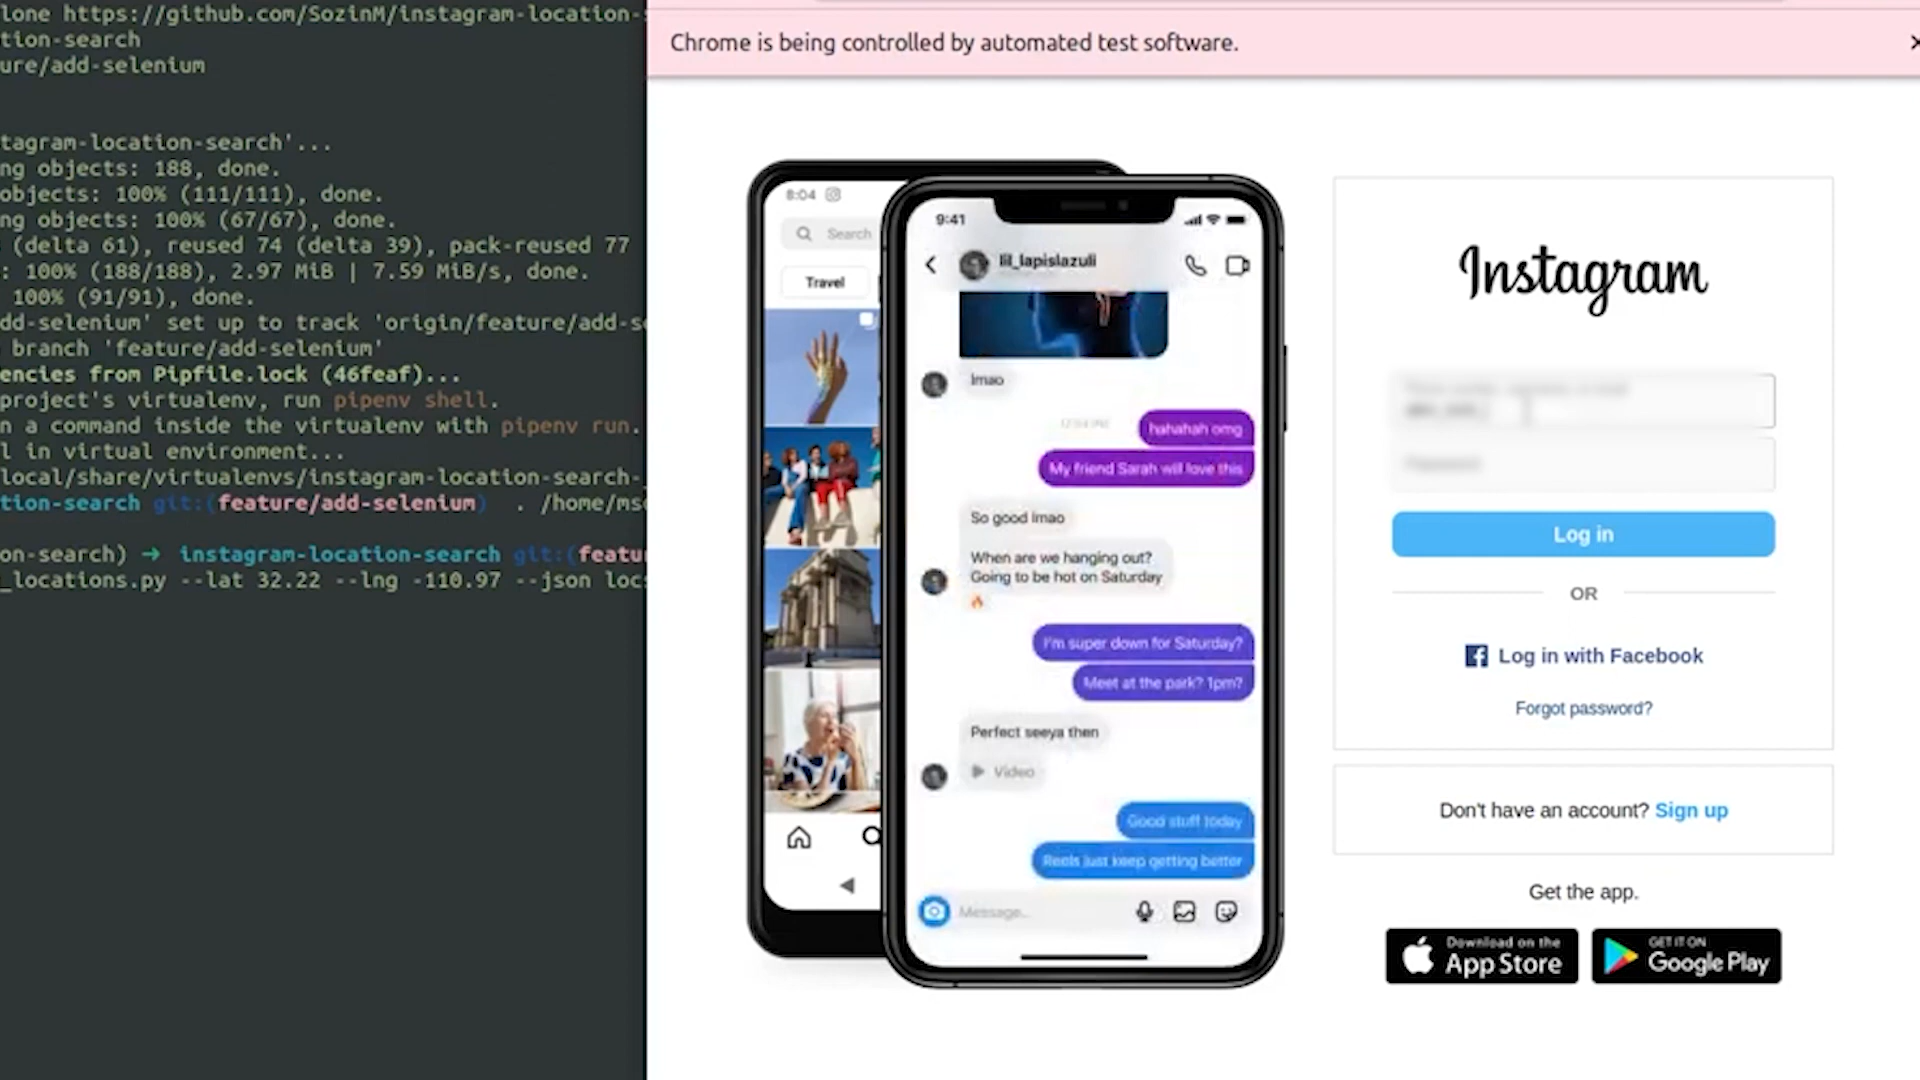 lone https://github.com/SozinM/instagram-location-
tion-search
ure/add-selenium
tagram-location-search'...
ng objects: 188, done.
objects: 100% (111/111), done.
ng objects: 100% (67/67), done.
(delta 61), reused 74 (delta 39), pack-reused 77
: 100% (188/188), 2.97 MiB | 7.59 MiB/s, done.
100% (91/91), done.
dd-selenium' set up to track 'origin/feature/add-s
branch 'feature/add-selenium'
encies from Pipfile.lock (46feaf)...
project's virtualenv, run pipenv shell.
n a command inside the virtualenv with pipenv run.
l in virtual environment...
local/share/virtualenvs/instagram-location-search-
tion-search git:(feature/add-selenium) . /home/ms
on-search) ➜ instagram-location-search git:(featu
_locations.py --lat 32.22 --lng -110.97 --json loc
Chrome is being controlled by automated test software.
8:04
Search
Travel
9:41
lil_lapislazuli
lmao
hahahah omg
My friend Sarah will love this
So good lmao
When are we hanging out?
Going to be hot on Saturday
🔥
I'm super down for Saturday?
Meet at the park? 1pm?
Perfect seeya then
Video
Good stuff today
Reels just keep getting better
Message...
Instagram
Log in
OR
Log in with Facebook
Forgot password?
Don't have an account? Sign up
Get the app.
Download on the
App Store
GET IT ON
Google Play